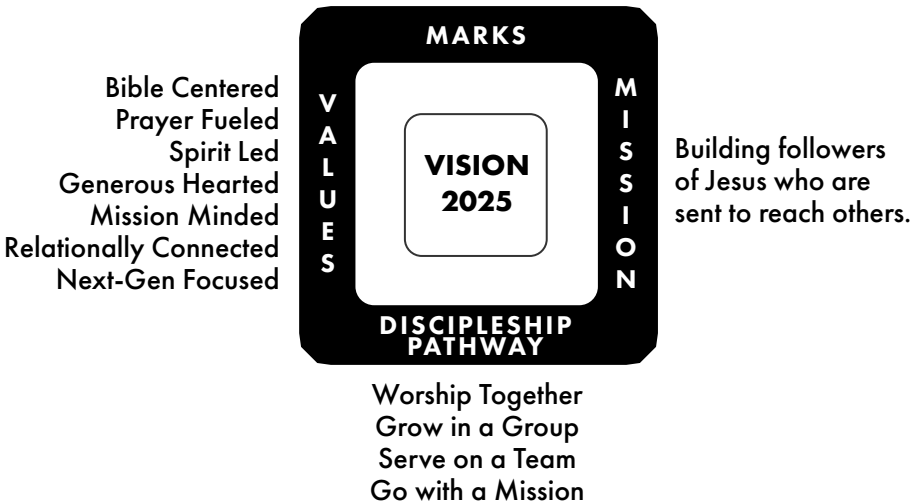 MARKS
VALUES
Bible Centered
Prayer Fueled
Spirit Led
Generous Hearted
Mission Minded
Relationally Connected
Next-Gen Focused
VISION
2025
MISSION
Building followers
of Jesus who are
sent to reach others.
DISCIPLESHIP
PATHWAY
Worship Together
Grow in a Group
Serve on a Team
Go with a Mission